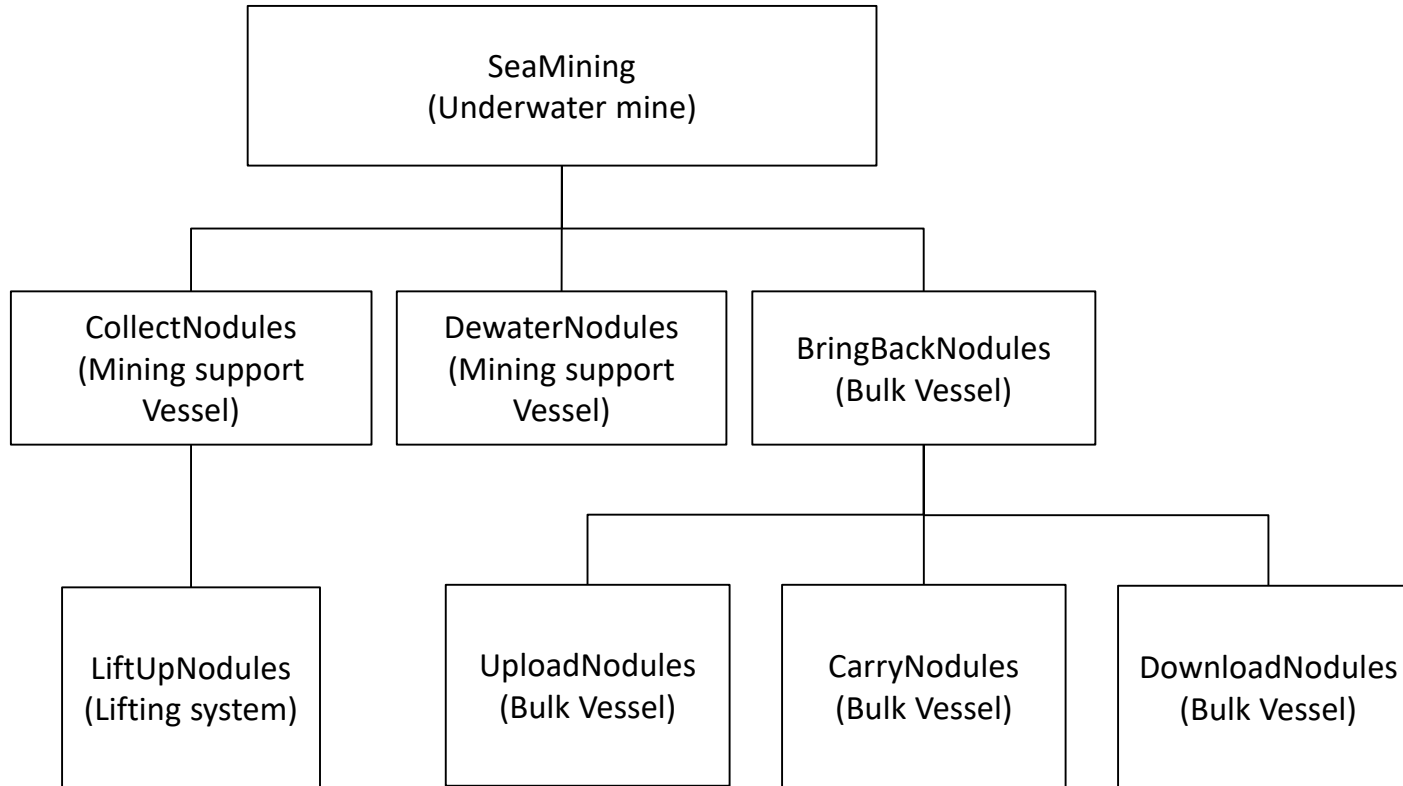 SeaMining
(Underwater mine)
CollectNodules
(Mining support
Vessel)
DewaterNodules
(Mining support
Vessel)
BringBackNodules
(Bulk Vessel)
LiftUpNodules
(Lifting system)
UploadNodules
(Bulk Vessel)
CarryNodules
(Bulk Vessel)
DownloadNodules
(Bulk Vessel)